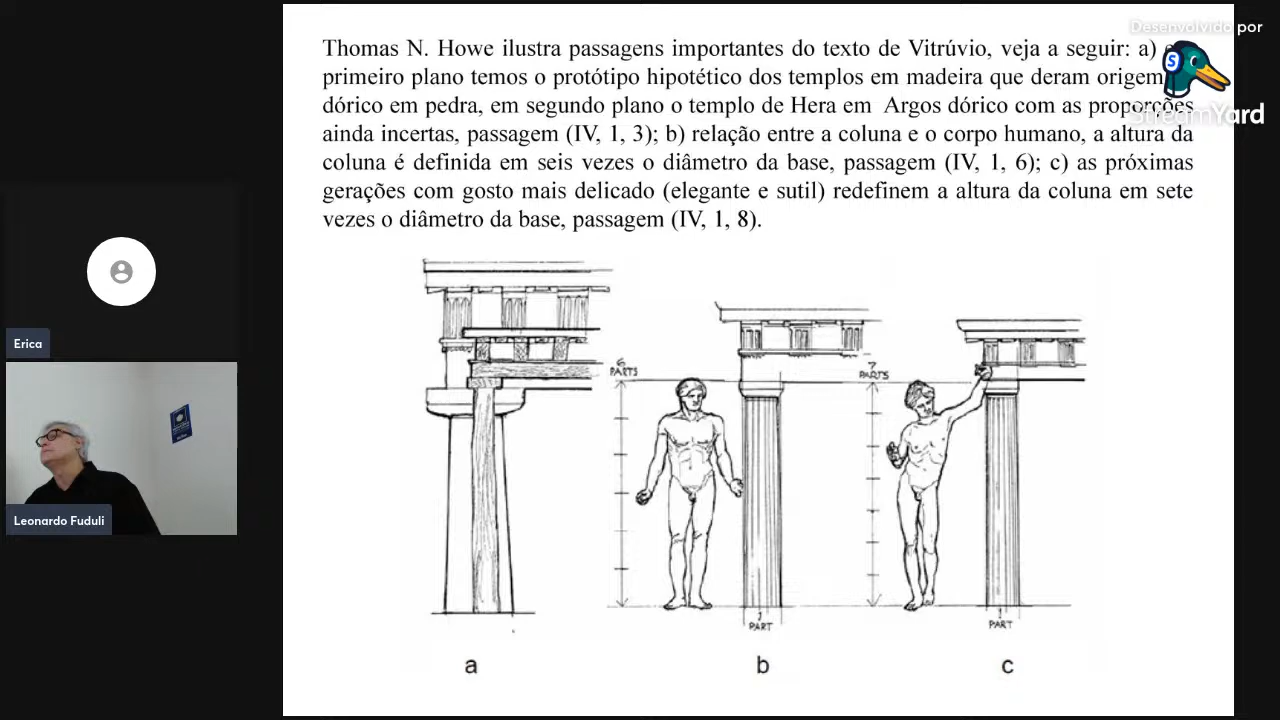 Desenvolvido por
StreamYard
Thomas N. Howe ilustra passagens importantes do texto de Vitrúvio, veja a seguir: a)
primeiro plano temos o protótipo hipotético dos templos em madeira que deram origem
dórico em pedra, em segundo plano o templo de Hera em Argos dórico com as proporções
ainda incertas, passagem (IV, 1, 3); b) relação entre a coluna e o corpo humano, a altura da
coluna é definida em seis vezes o diâmetro da base, passagem (IV, 1, 6); c) as próximas
gerações com gosto mais delicado (elegante e sutil) redefinem a altura da coluna em sete
vezes o diâmetro da base, passagem (IV, 1, 8).
6
PARTS
7
PARTS
1
PART
1
PART
a
b
c
Erica
Leonardo Fuduli